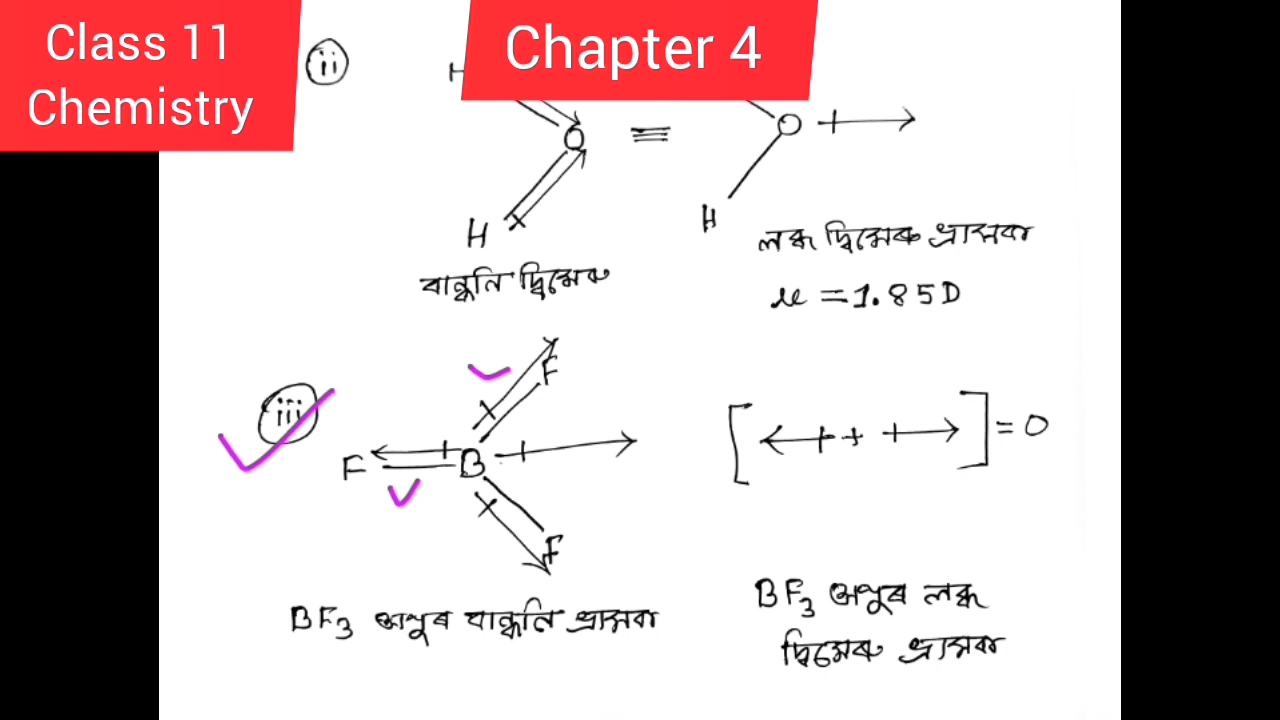 Class 11
Chemistry
Chapter 4
ii
H
O
≡
O
H
H
বান্ধনি দ্বিমেৰু
লব্ধ দ্বিমেৰু ভ্ৰামক
μ = 1.85D
iii
F
F
B
F
[ ← + + + → ] = 0
BF₃ অণুৰ বান্ধনি ভ্ৰামক
BF₃ অণুৰ লব্ধ
দ্বিমেৰু ভ্ৰামক